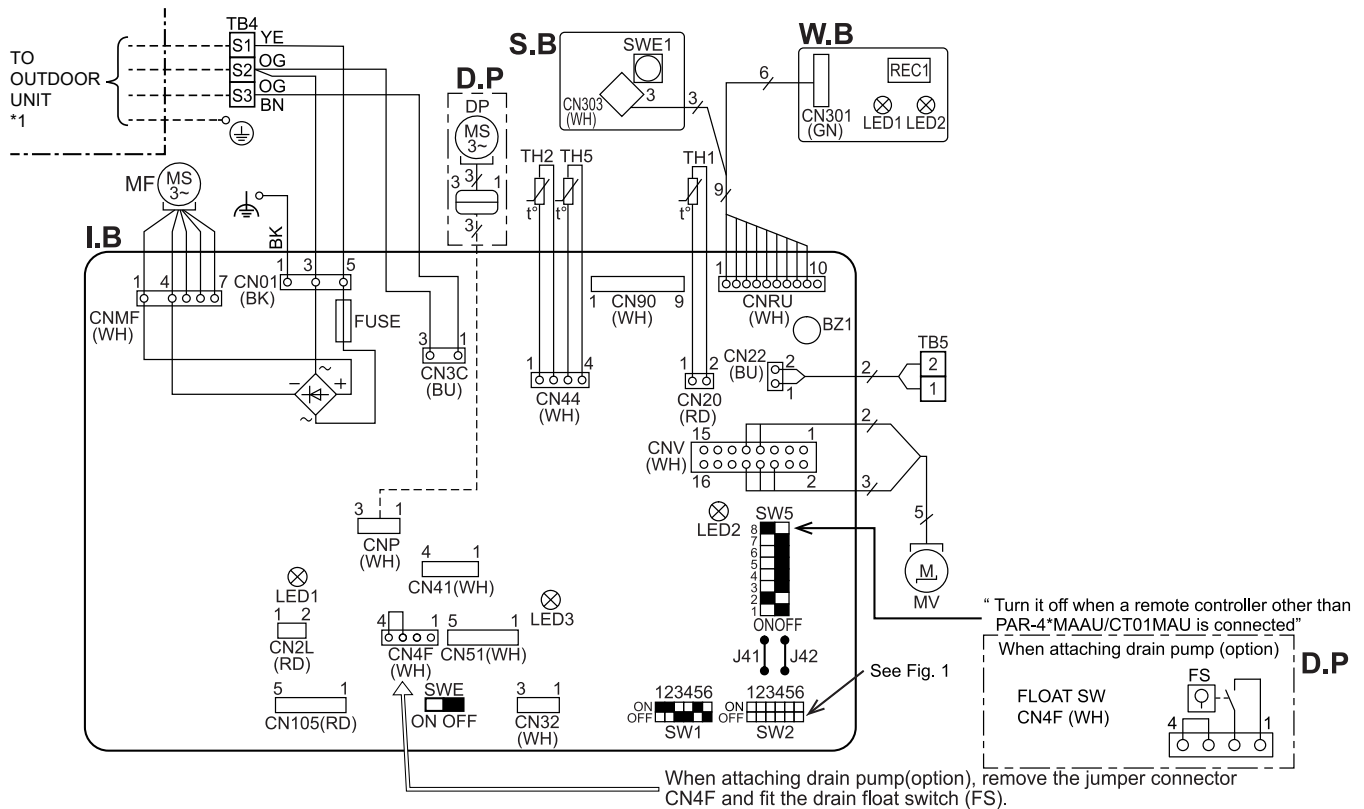 TO
OUTDOOR
UNIT
*1
TB4
S1
YE
S2
OG
S3
OG
BN
MF
MS
3~
BK
D.P
DP
MS
3~
3
3
1
3
S.B
SWE1
CN303
(WH)
3
3
W.B
REC1
6
CN301
(GN)
LED1
LED2
TH2
TH5
t°
t°
TH1
t°
9
I.B
1
4
7
CNMF
(WH)
CN01
(BK)
1
3
5
FUSE
3
1
CN3C
(BU)
~
−
+
~
1
4
CN44
(WH)
1
9
CN90
(WH)
1
10
CNRU
(WH)
BZ1
1
2
CN20
(RD)
CN22
(BU)
2
1
2
TB5
2
1
CNV
(WH)
15
1
16
2
2
3
5
M
MV
3
1
CNP
(WH)
4
1
CN41(WH)
LED1
1
2
CN2L
(RD)
LED3
4
1
CN4F
(WH)
5
1
CN51(WH)
5
1
CN105(RD)
SWE
ON OFF
3
1
CN32
(WH)
LED2
SW5
8
7
6
5
4
3
2
1
ONOFF
J41
J42
123456
ON
OFF
SW1
123456
ON
OFF
SW2
See Fig. 1
“ Turn it off when a remote controller other than
PAR-4*MAAU/CT01MAU is connected”
When attaching drain pump (option)
D.P
FLOAT SW
CN4F (WH)
FS
4
1
When attaching drain pump(option), remove the jumper connector
CN4F and fit the drain float switch (FS).